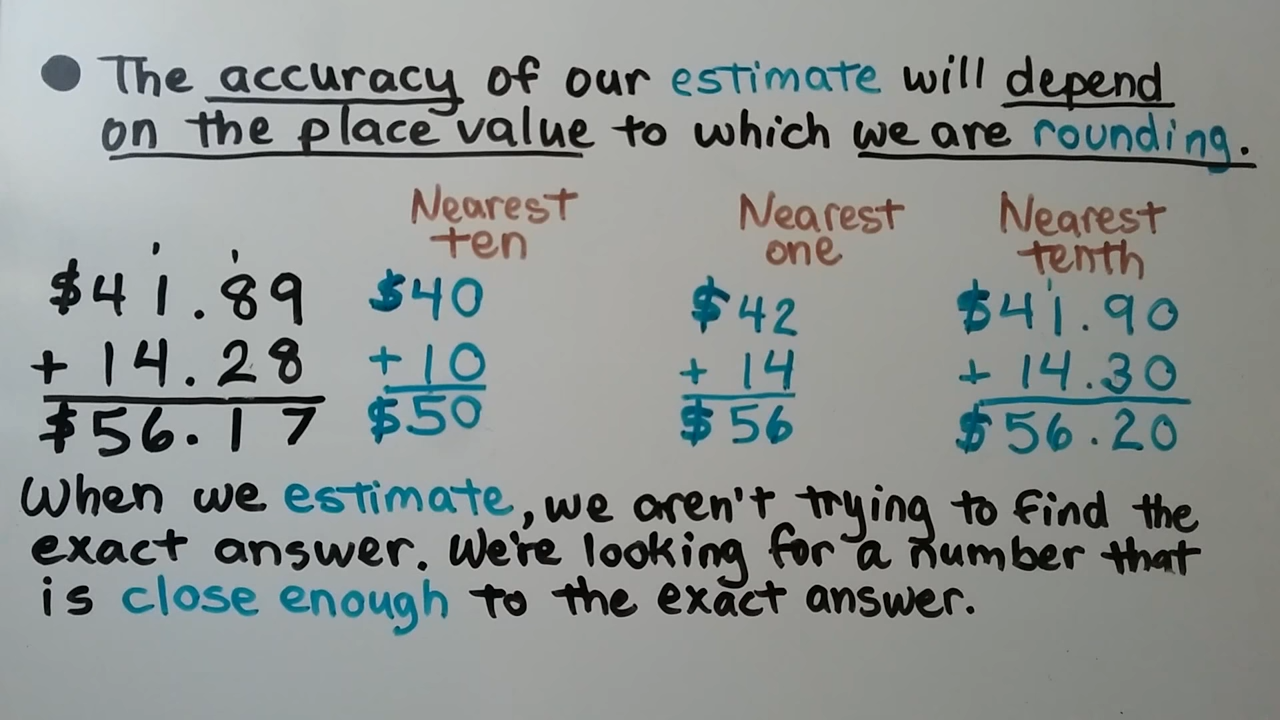 ● The accuracy of our estimate will depend
on the place value to which we are rounding.
Nearest
ten
Nearest
one
Nearest
tenth
1 1
$41.89
+ 14.28
$56.17
$40
+ 10
$50
$42
+ 14
$56
1
$41.90
+ 14.30
$56.20
When we estimate, we aren't trying to find the
exact answer. We're looking for a number that
is close enough to the exact answer.